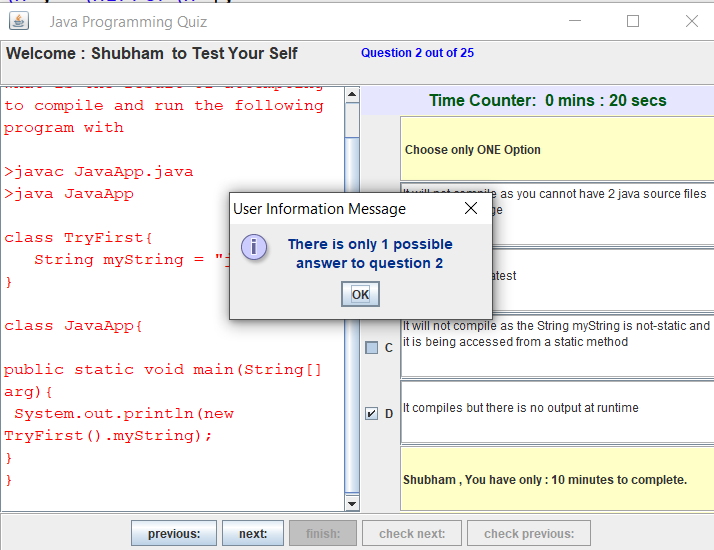 Java Programming Quiz
Welcome : Shubham to Test Your Self
Question 2 out of 25
to compile and run the following
program with
>javac JavaApp.java
>java JavaApp
class TryFirst{
String myString = "j
}
class JavaApp{
public static void main(String[]
arg){
System.out.println(new
TryFirst().myString);
}
}
Time Counter: 0 mins : 20 secs
Choose only ONE Option
It will not compile as you cannot have 2 java source files
User Information Message
There is only 1 possible
answer to question 2
OK
C
It will not compile as the String myString is not-static and
it is being accessed from a static method
D
It compiles but there is no output at runtime
Shubham , You have only : 10 minutes to complete.
previous:
next:
finish:
check next:
check previous: